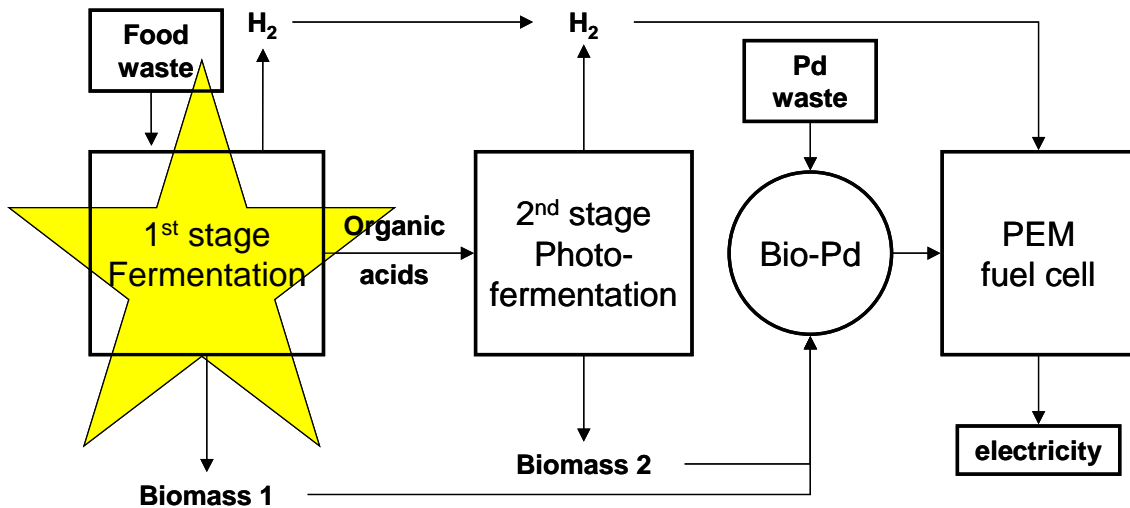 Food
waste
H2
H2
Pd
waste
1st stage
Fermentation
Organic
acids
2nd stage
Photo-
fermentation
Bio-Pd
PEM
fuel cell
Biomass 1
Biomass 2
electricity